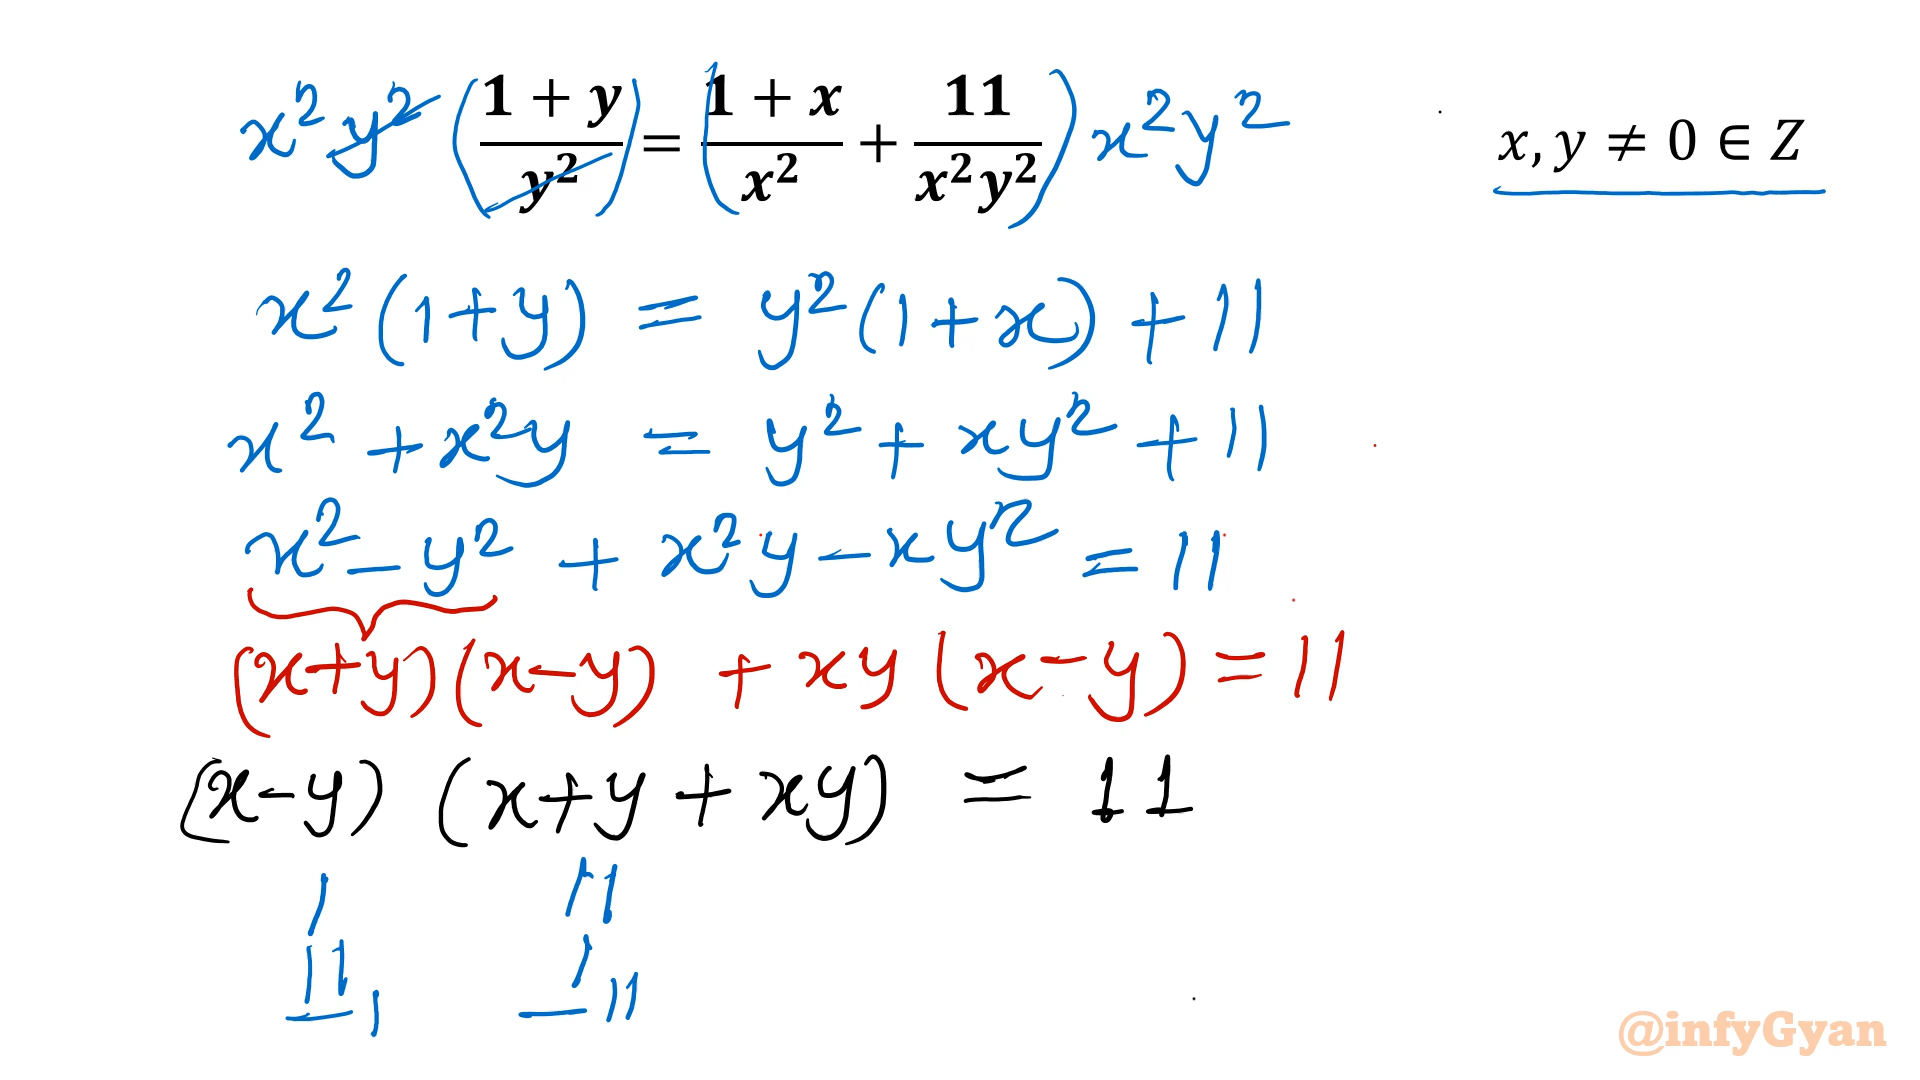 x²y² ( (1 + y)/y² ) = ( (1 + x)/x² + 11/(x²y²) ) x²y²
x, y ≠ 0 ∈ Z
x² (1+y) = y² (1+x) + 11
x² + x²y = y² + xy² + 11
x² - y² + x²y - xy² = 11
(x+y)(x-y) + xy (x-y) = 11
(x-y) (x+y+xy) = 11
1 11
11 1
-1 -11
@infyGyan